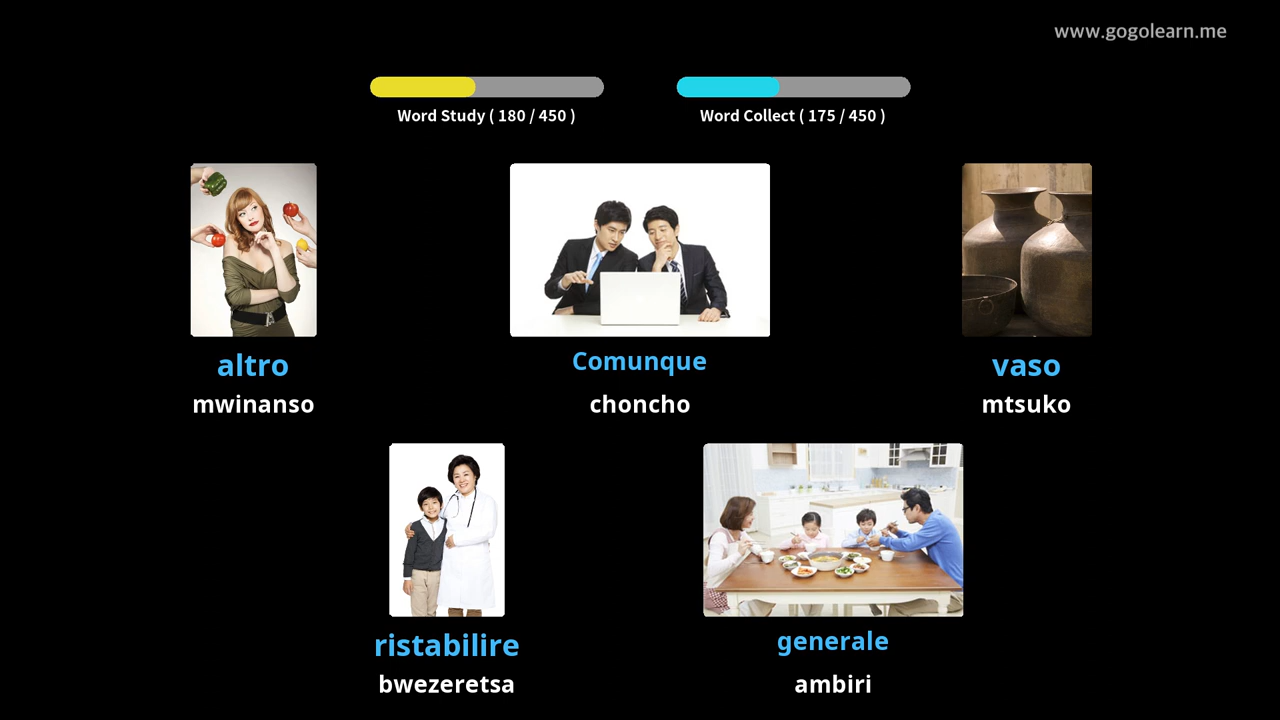 www.gogolearn.me
Word Study ( 180 / 450 )
Word Collect ( 175 / 450 )
altro
mwinanso
Comunque
choncho
vaso
mtsuko
ristabilire
bwezeretsa
generale
ambiri